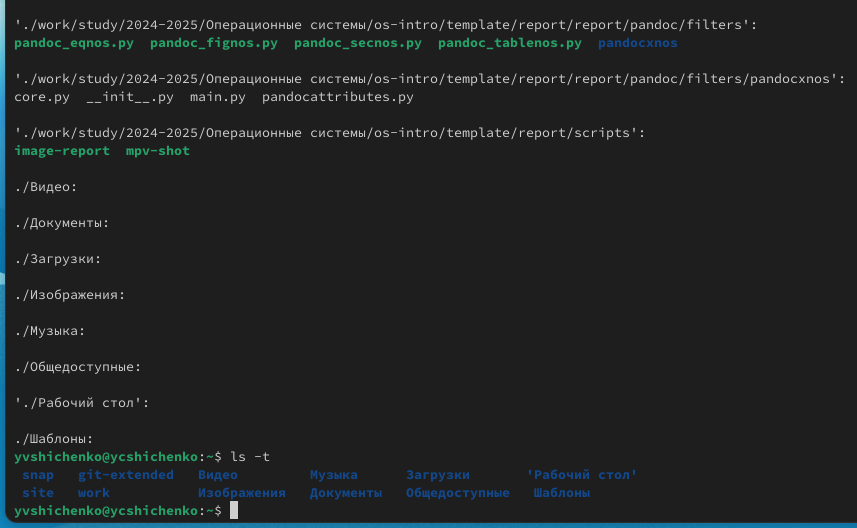 './work/study/2024-2025/Операционные системы/os-intro/template/report/report/pandoc/filters':
pandoc_eqnos.py  pandoc_fignos.py  pandoc_secnos.py  pandoc_tablenos.py  pandocxnos
'./work/study/2024-2025/Операционные системы/os-intro/template/report/report/pandoc/filters/pandocxnos':
core.py  __init__.py  main.py  pandocattributes.py
'./work/study/2024-2025/Операционные системы/os-intro/template/report/scripts':
image-report  mpv-shot
./Видео:
./Документы:
./Загрузки:
./Изображения:
./Музыка:
./Общедоступные:
'./Рабочий стол':
./Шаблоны:
yvshichenko@ycshichenko:~$ ls -t
snap  git-extended  Видео  Музыка  Загрузки  'Рабочий стол'
site  work  Изображения  Документы  Общедоступные  Шаблоны
yvshichenko@ycshichenko:~$